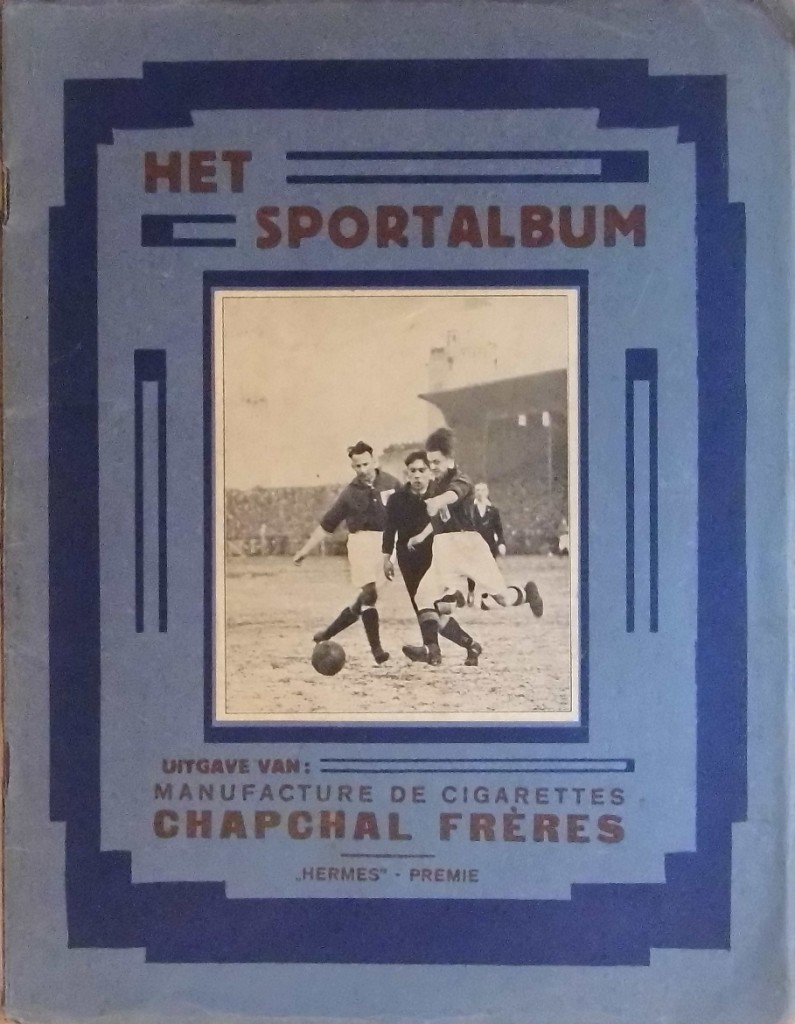 HET
SPORTALBUM
UITGAVE VAN:
MANUFACTURE DE CIGARETTES
CHAPCHAL FRÈRES
„HERMES” - PREMIE